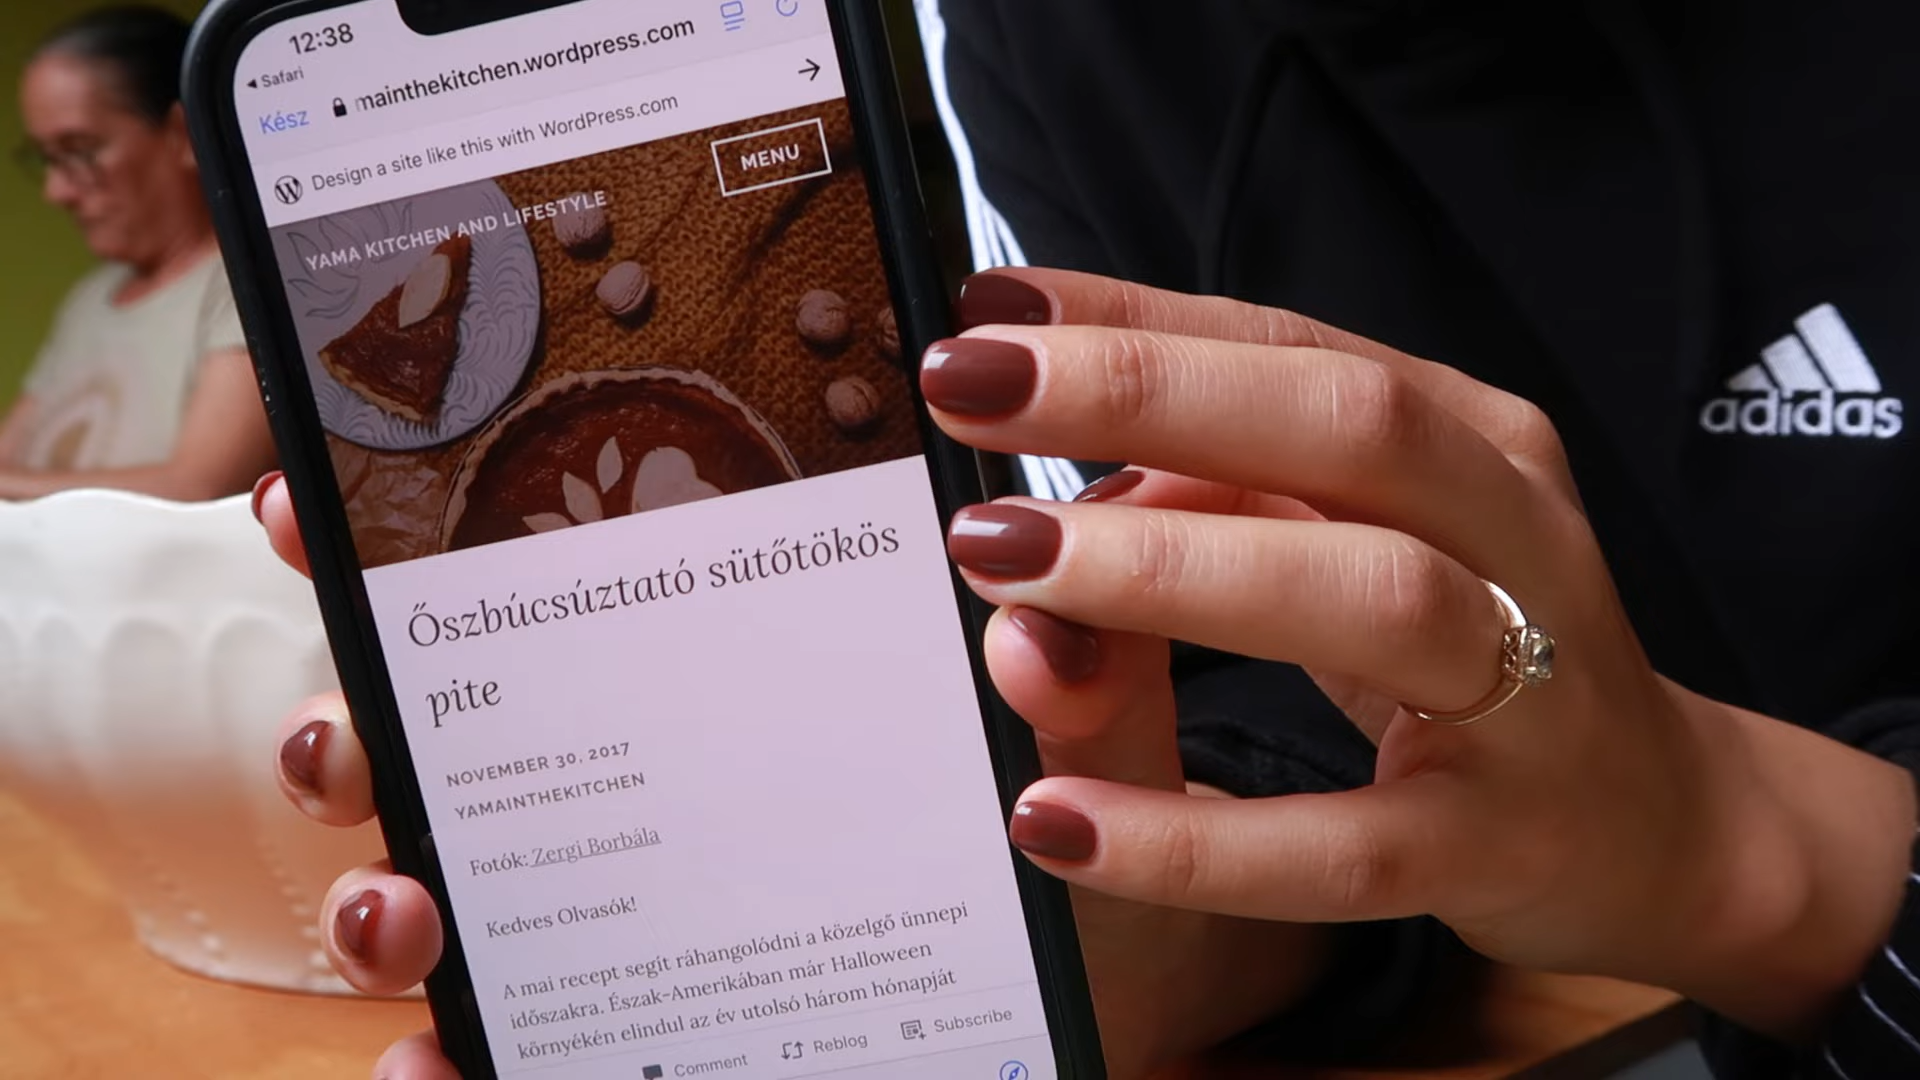 12:38
Safari
Kész
mainthekitchen.wordpress.com
Design a site like this with WordPress.com
MENU
YAMA KITCHEN AND LIFESTYLE
Őszbúcsúztató sütőtökös
pite
NOVEMBER 30, 2017
YAMAINTHEKITCHEN
Fotók: Zergi Borbála
Kedves Olvasók!
A mai recept segít ráhangolódni a közelgő ünnepi
időszakra. Észak-Amerikában már Halloween
környékén elindul az év utolsó három hónapját
Comment
Reblog
Subscribe
adidas